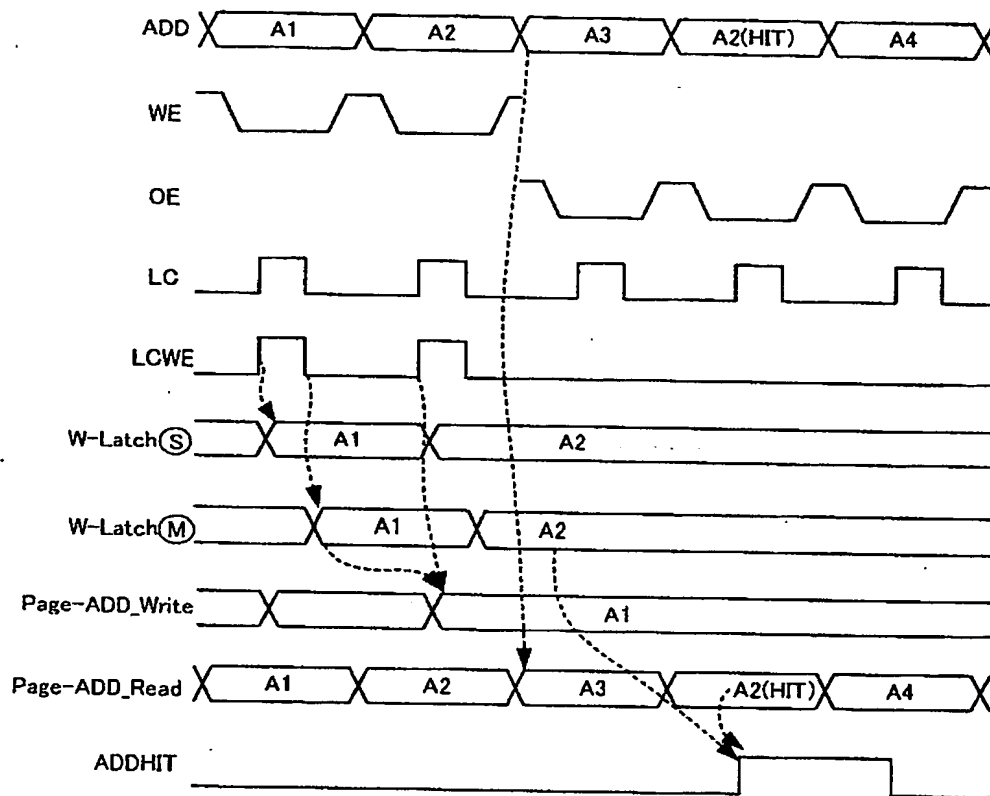 ADD A1 A2 A3 A2(HIT) A4
WE
OE
LC
LCWE
W-Latch Ⓢ A1 A2
W-Latch Ⓜ A1 A2
Page-ADD_Write A1
Page-ADD_Read A1 A2 A3 A2(HIT) A4
ADDHIT